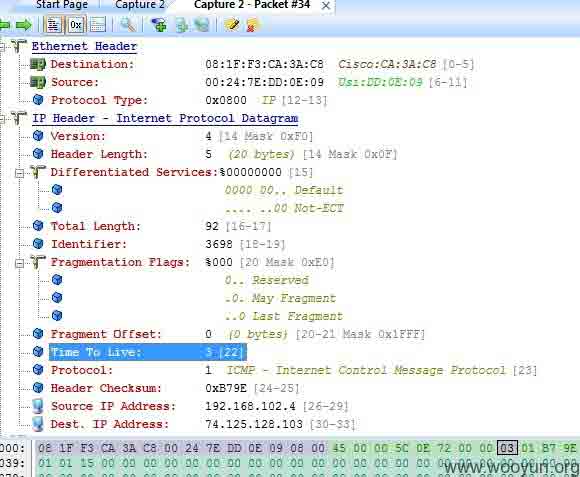 Start Page Capture 2 Capture 2 - Packet #34
Ethernet Header
Destination: 08:1F:F3:CA:3A:C8 Cisco:CA:3A:C8 [0-5]
Source: 00:24:7E:DD:0E:09 Usi:DD:0E:09 [6-11]
Protocol Type: 0x0800 IP [12-13]
IP Header - Internet Protocol Datagram
Version: 4 [14 Mask 0xF0]
Header Length: 5 (20 bytes) [14 Mask 0x0F]
Differentiated Services:%00000000 [15]
0000 00.. Default
.... ..00 Not-ECT
Total Length: 92 [16-17]
Identifier: 3698 [18-19]
Fragmentation Flags: %000 [20 Mask 0xE0]
0.. Reserved
.0. May Fragment
..0 Last Fragment
Fragment Offset: 0 (0 bytes) [20-21 Mask 0x1FFF]
Time To Live: 3 [22]
Protocol: 1 ICMP - Internet Control Message Protocol [23]
Header Checksum: 0xB79E [24-25]
Source IP Address: 192.168.102.4 [26-29]
Dest. IP Address: 74.125.128.103 [30-33]
000: 08 1F F3 CA 3A C8 00 24 7E DD 0E 09 08 00 45 00 00 5C 0E 72 00 00 03 01 B7 9E
039: 01 01 15 00 00 00 00 00 00 00 00 00 00 00 00 00 00 00 00 00 00 00
www.wooyun.org